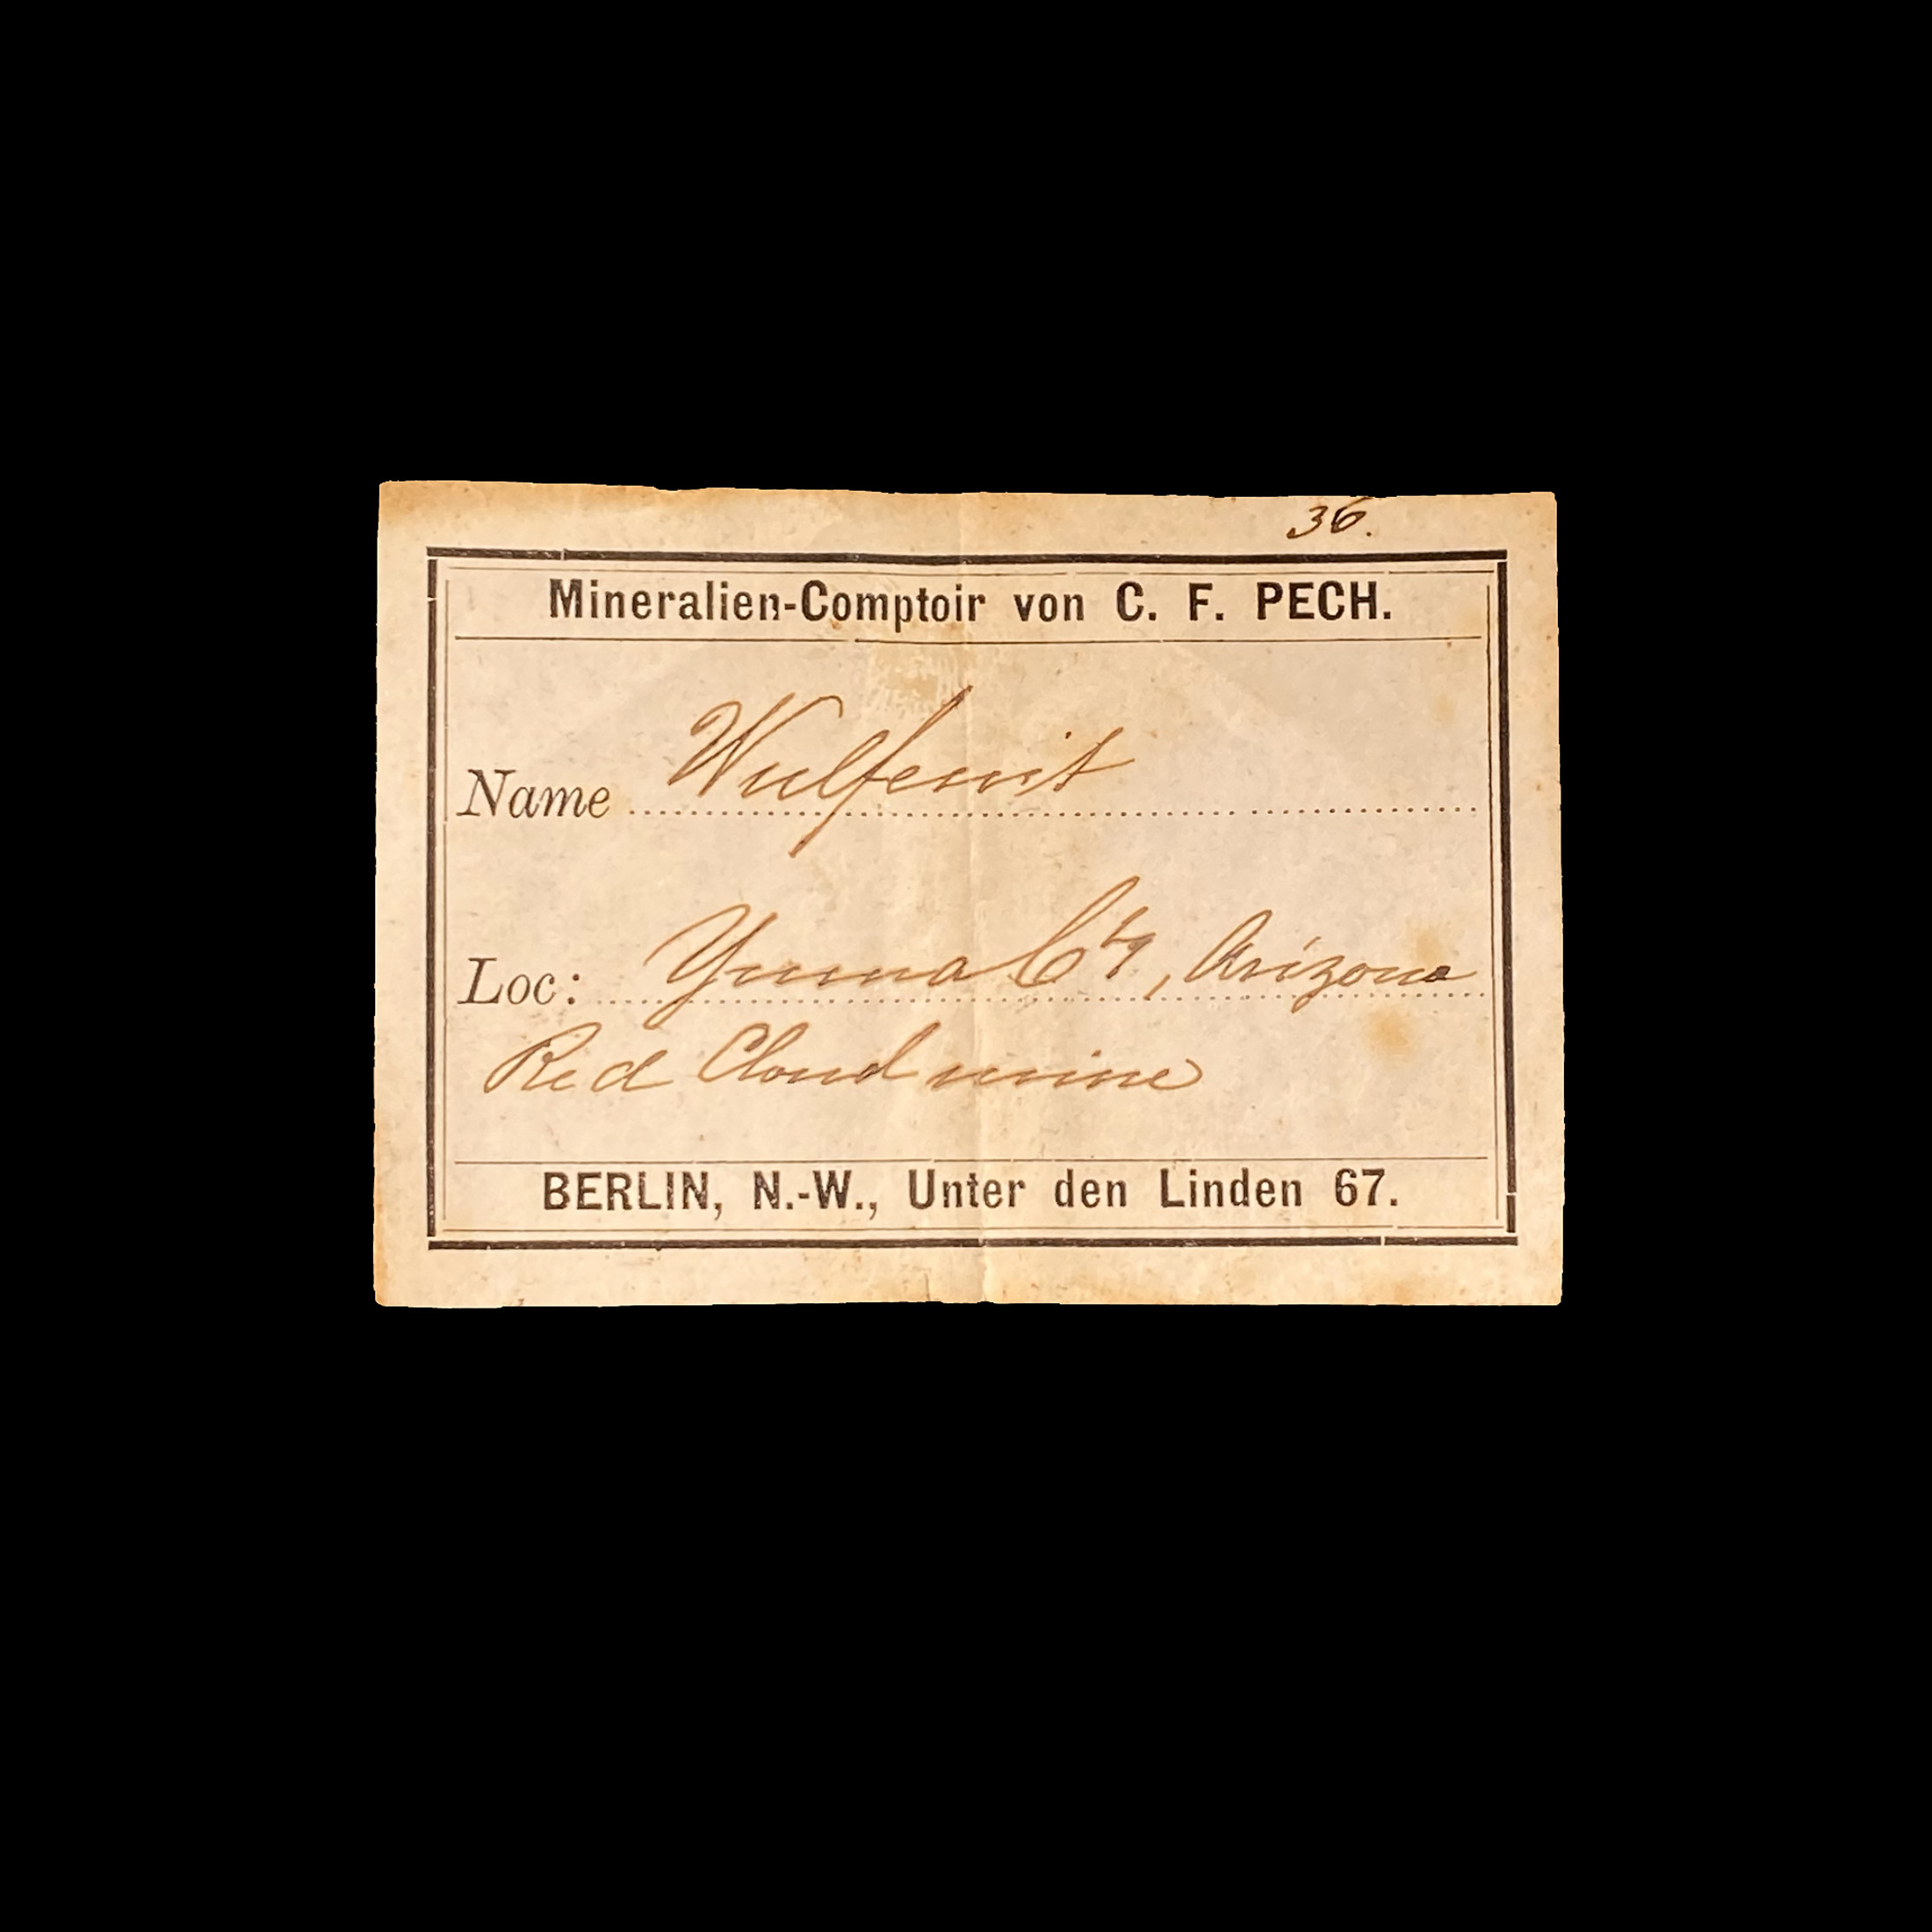 36.
Mineralien-Comptoir von C. F. PECH.
Name Wulfenit
Loc: Yuma Cty, Arizona
Red Cloud mine
BERLIN, N.-W., Unter den Linden 67.